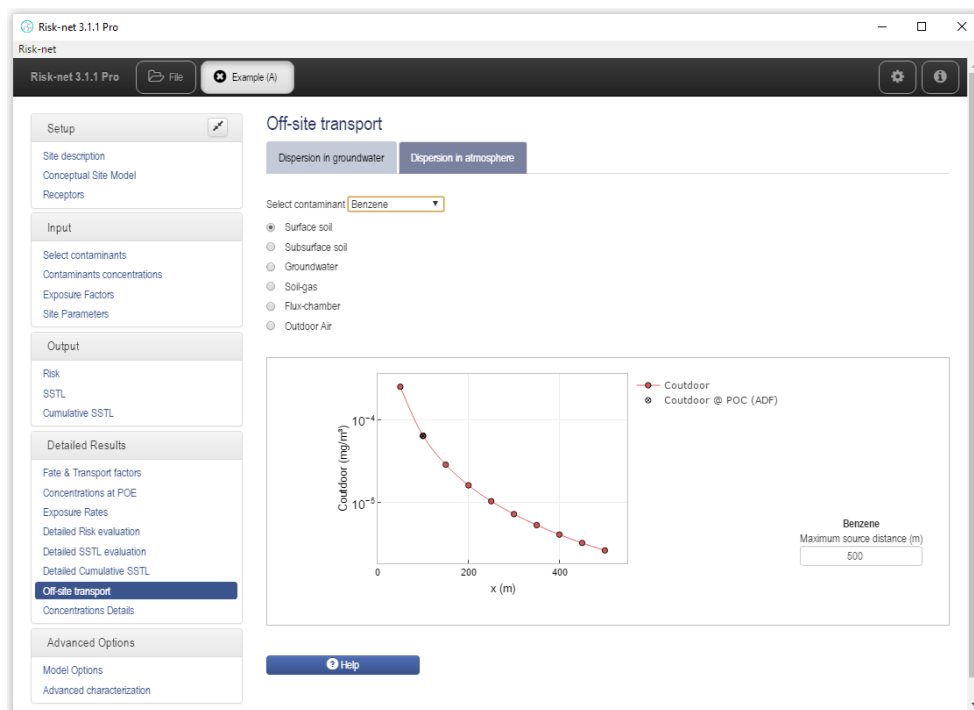 Risk-net 3.1.1 Pro
Risk-net
Risk-net 3.1.1 Pro
File
Example (A)
Setup
Site description
Conceptual Site Model
Receptors
Input
Select contaminants
Contaminants concentrations
Exposure Factors
Site Parameters
Output
Risk
SSTL
Cumulative SSTL
Detailed Results
Fate & Transport factors
Concentrations at POE
Exposure Rates
Detailed Risk evaluation
Detailed SSTL evaluation
Detailed Cumulative SSTL
Off-site transport
Concentrations Details
Advanced Options
Model Options
Advanced characterization
Off-site transport
Dispersion in groundwater
Dispersion in atmosphere
Select contaminant Benzene
Surface soil
Subsurface soil
Groundwater
Soil-gas
Flux-chamber
Outdoor Air
Coutdoor (mg/m³)
10⁻⁴
10⁻⁵
0 200 400
x (m)
Coutdoor
Coutdoor @ POC (ADF)
Benzene
Maximum source distance (m)
500
Help